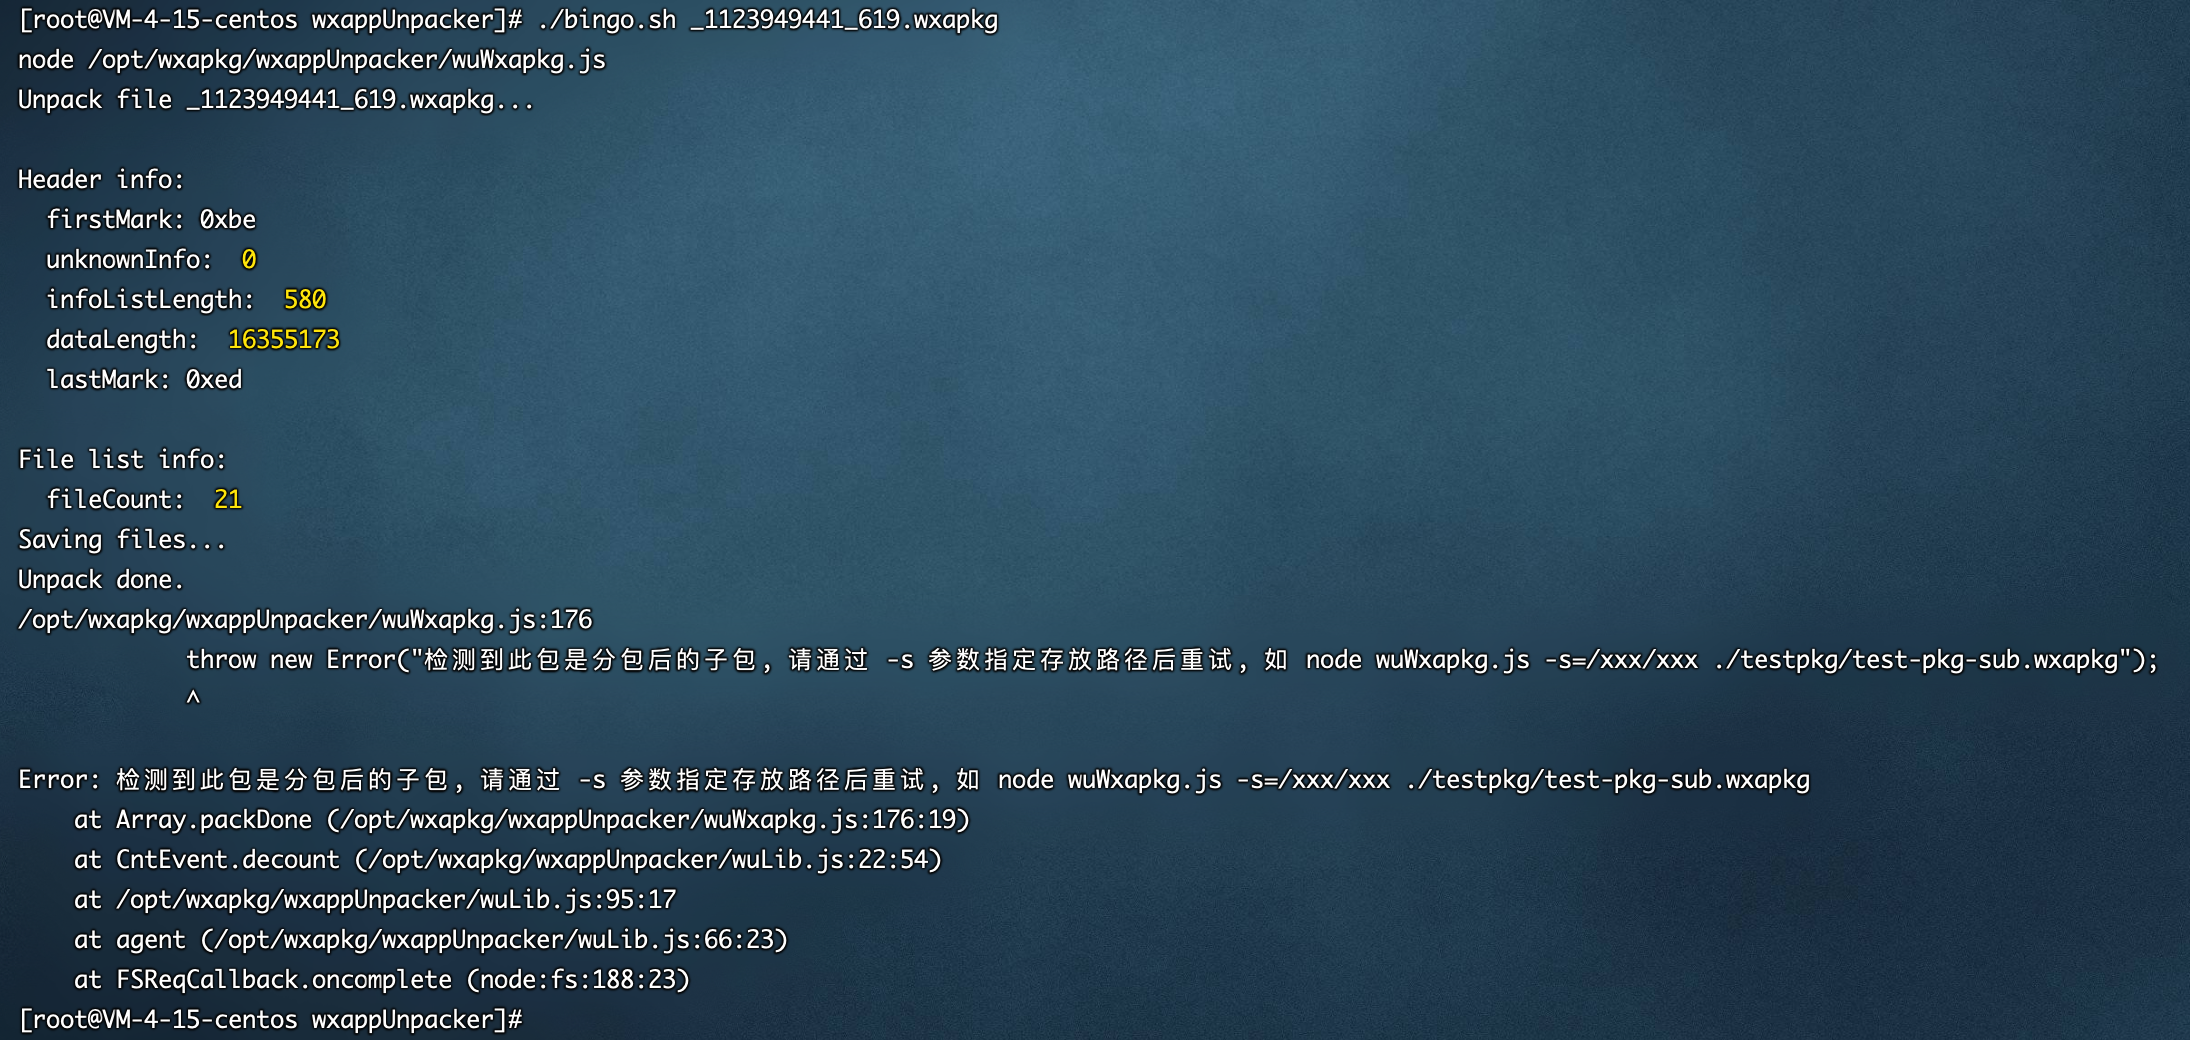 [root@VM-4-15-centos wxappUnpacker]# ./bingo.sh _1123949441_619.wxapkg
node /opt/wxapkg/wxappUnpacker/wuWxapkg.js
Unpack file _1123949441_619.wxapkg...
Header info:
firstMark: 0xbe
unknownInfo: 0
infoListLength: 580
dataLength: 16355173
lastMark: 0xed
File list info:
fileCount: 21
Saving files...
Unpack done.
/opt/wxapkg/wxappUnpacker/wuWxapkg.js:176
throw new Error("检测到此包是分包后的子包，请通过 -s 参数指定存放路径后重试，如 node wuWxapkg.js -s=/xxx/xxx ./testpkg/test-pkg-sub.wxapkg");
^
Error: 检测到此包是分包后的子包，请通过 -s 参数指定存放路径后重试，如 node wuWxapkg.js -s=/xxx/xxx ./testpkg/test-pkg-sub.wxapkg
at Array.packDone (/opt/wxapkg/wxappUnpacker/wuWxapkg.js:176:19)
at CntEvent.decount (/opt/wxapkg/wxappUnpacker/wuLib.js:22:54)
at /opt/wxapkg/wxappUnpacker/wuLib.js:95:17
at agent (/opt/wxapkg/wxappUnpacker/wuLib.js:66:23)
at FSReqCallback.oncomplete (node:fs:188:23)
[root@VM-4-15-centos wxappUnpacker]#